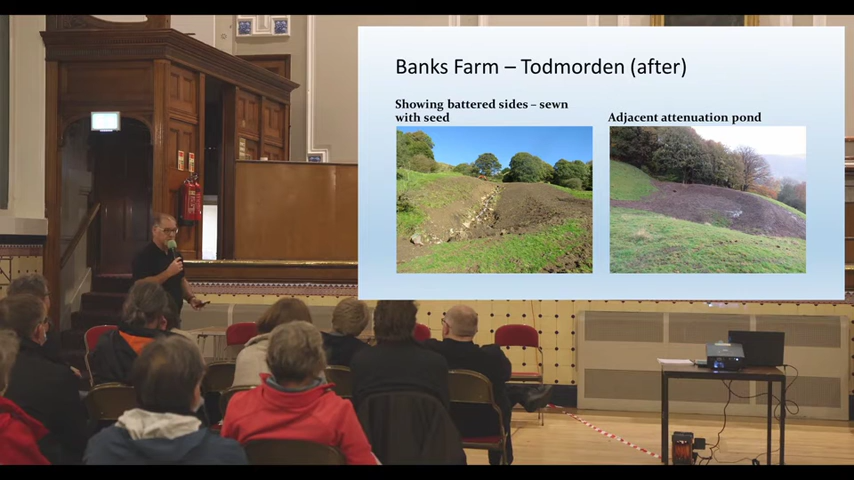 Banks Farm – Todmorden (after)
Showing battered sides – sewn
with seed
Adjacent attenuation pond